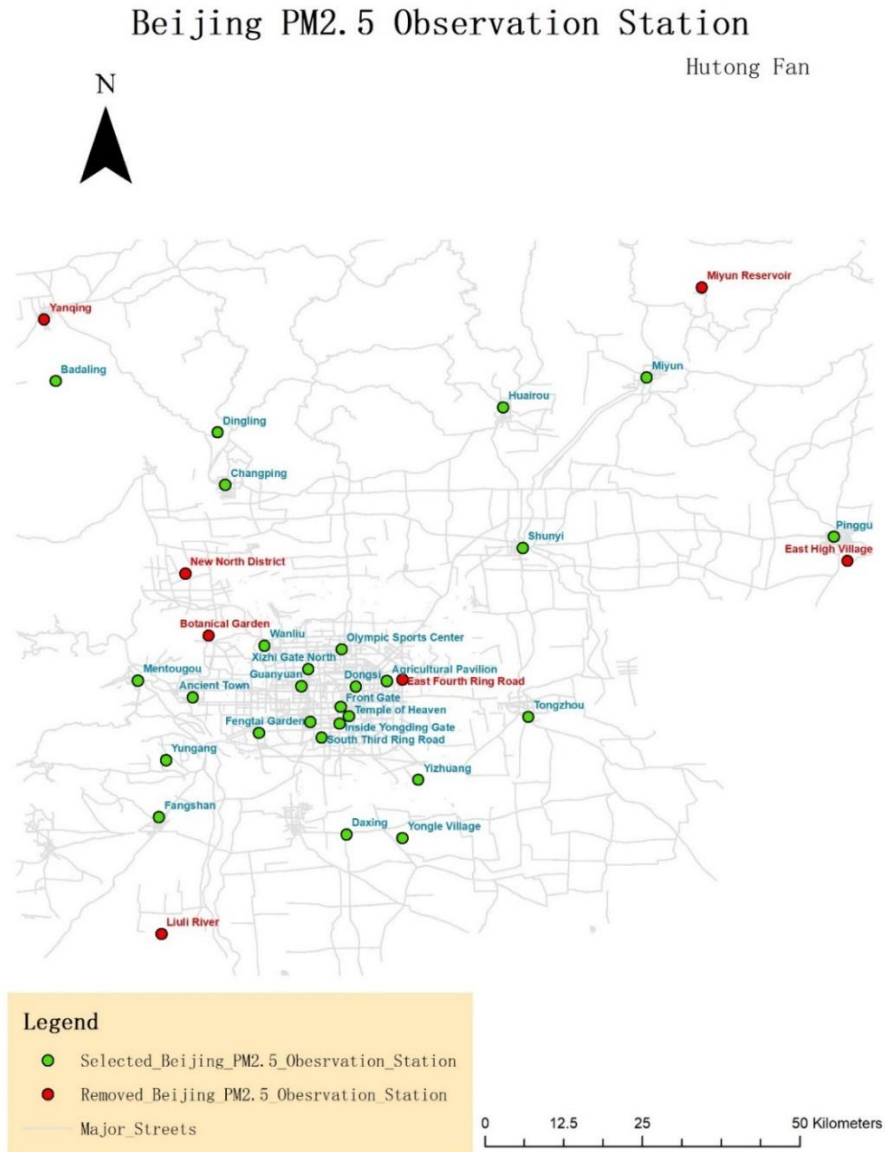 Beijing PM2.5 Observation Station
Hutong Fan
N
Miyun Reservoir
Yanqing
Badaling
Miyun
Huairou
Dingling
Changping
Shunyi
Pinggu
East High Village
New North District
Botanical Garden
Wanliu
Olympic Sports Center
Xizhi Gate North
Mentougou
Guanyuan
Dongsi
Agricultural Pavilion
East Fourth Ring Road
Ancient Town
Front Gate
Temple of Heaven
Tongzhou
Fengtai Garden
Inside Yongding Gate
South Third Ring Road
Yungang
Yizhuang
Fangshan
Daxing
Yongle Village
Liuli River
Legend
Selected_Beijing_PM2.5_Obesrvation_Station
Removed_Beijing_PM2.5_Obesrvation_Station
Major_Streets
0 12.5 25 50 Kilometers